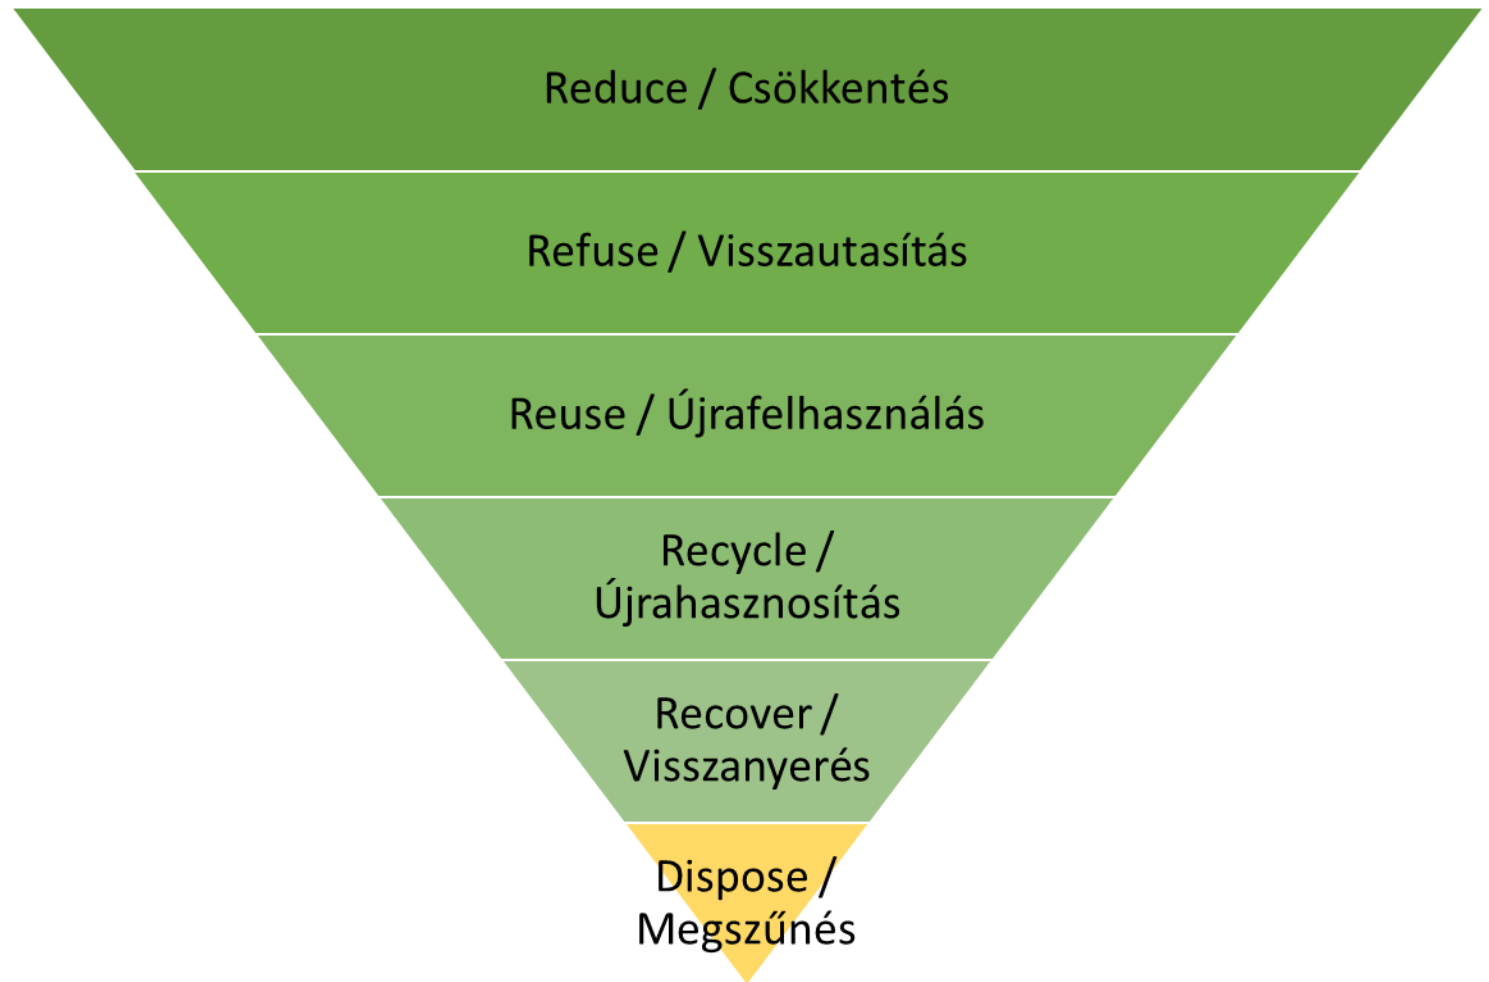 Reduce / Csökkentés
Refuse / Visszautasítás
Reuse / Újrafelhasználás
Recycle /
Újrahasznosítás
Recover /
Visszanyerés
Dispose /
Megszűnés